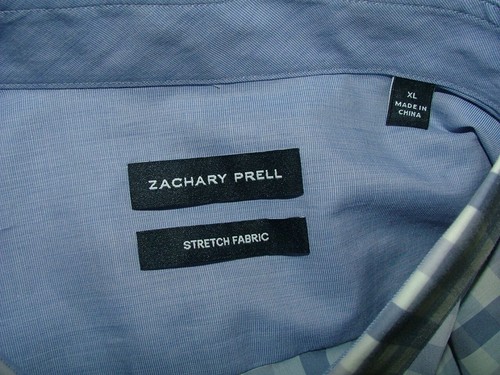 XL
MADE IN
CHINA
ZACHARY PRELL
STRETCH FABRIC